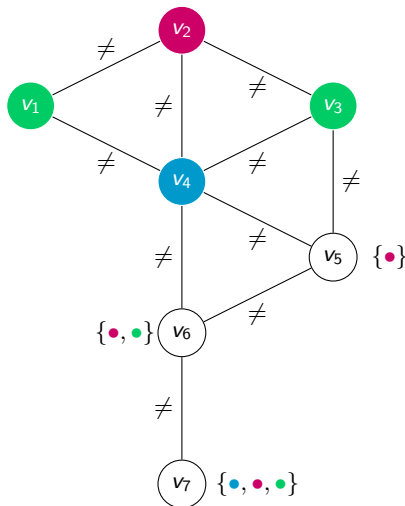 v₂
≠
v₁ ≠ ≠ v₃
≠ ≠
v₄
≠
≠ ≠ v₅ {•}
{•, •} v₆ ≠
≠
v₇ {•, •, •}